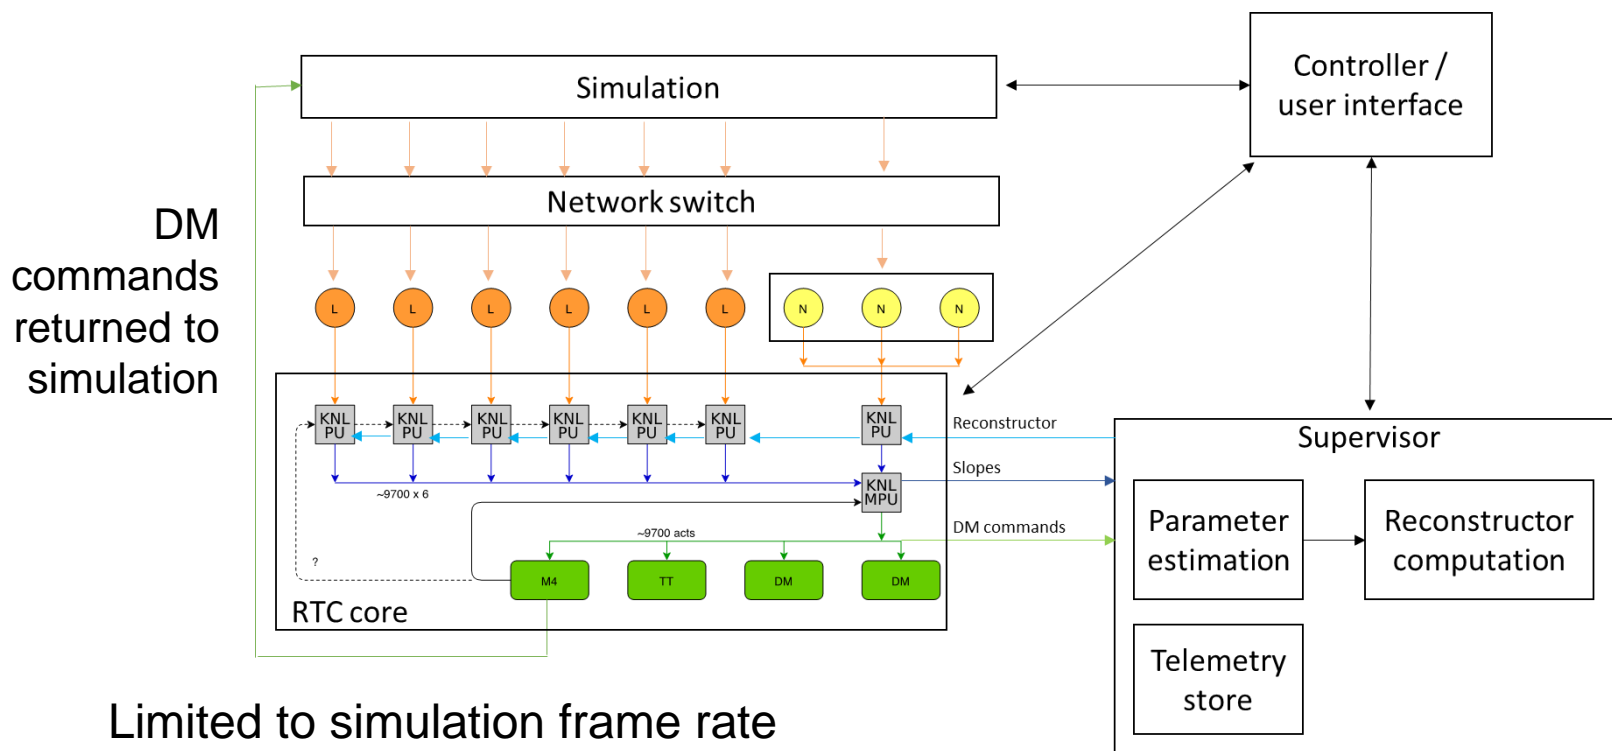 Simulation
Controller /
user interface
Network switch
DM
commands
returned to
simulation
L
L
L
L
L
L
N
N
N
KNL
PU
KNL
PU
KNL
PU
KNL
PU
KNL
PU
KNL
PU
KNL
PU
Reconstructor
Supervisor
Slopes
~9700 x 6
KNL
MPU
DM commands
~9700 acts
Parameter
estimation
Reconstructor
computation
?
M4
TT
DM
DM
RTC core
Telemetry
store
Limited to simulation frame rate